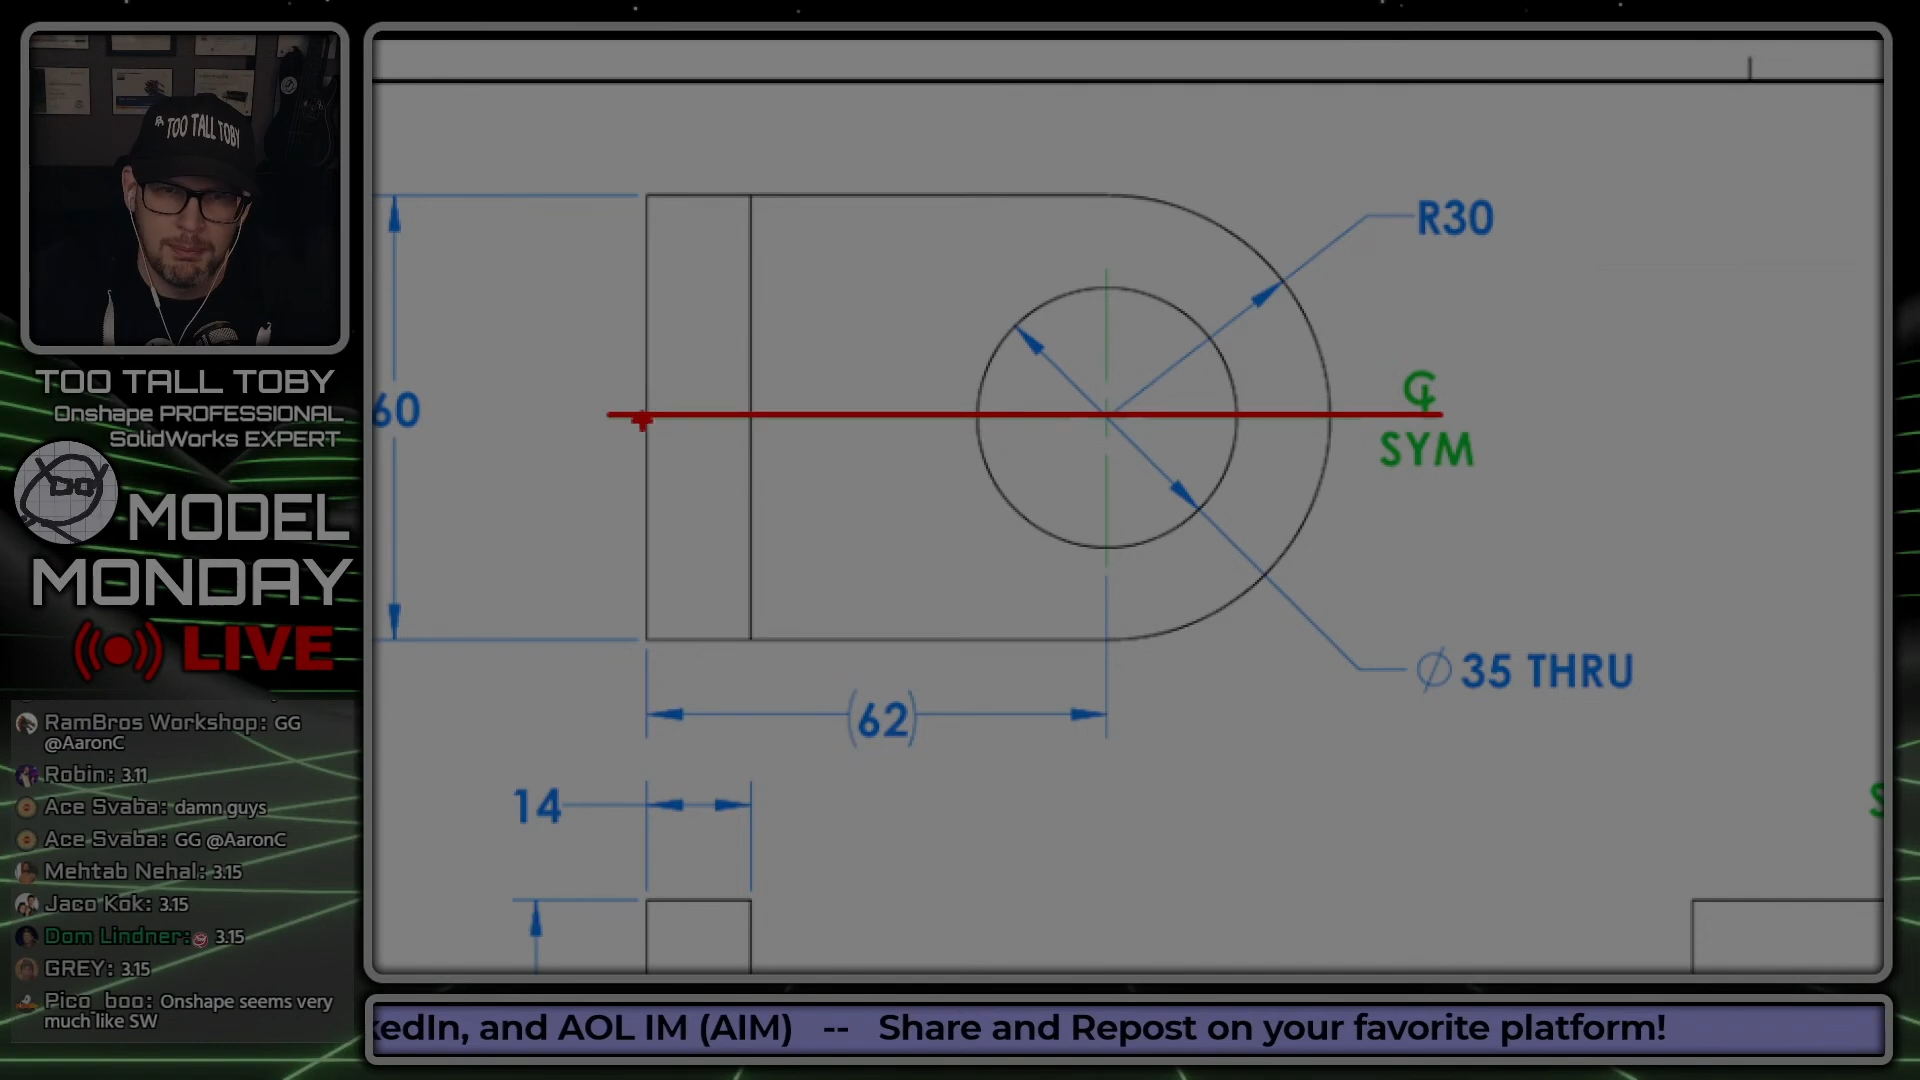 TOO TALL TOBY
TOO TALL TOBY
Onshape PROFESSIONAL
SolidWorks EXPERT
MODEL
MONDAY
LIVE
RamBros Workshop: GG
@AaronC
Robin: 3.11
Ace Svaba: damn guys
Ace Svaba: GG @AaronC
Mehtab Nehal: 3.15
Jaco Kok: 3.15
Dom Lindner: 3.15
GREY: 3.15
Pico_boo: Onshape seems very
much like SW
R30
60
℄
SYM
Ø 35 THRU
(62)
14
kedIn, and AOL IM (AIM) -- Share and Repost on your favorite platform!